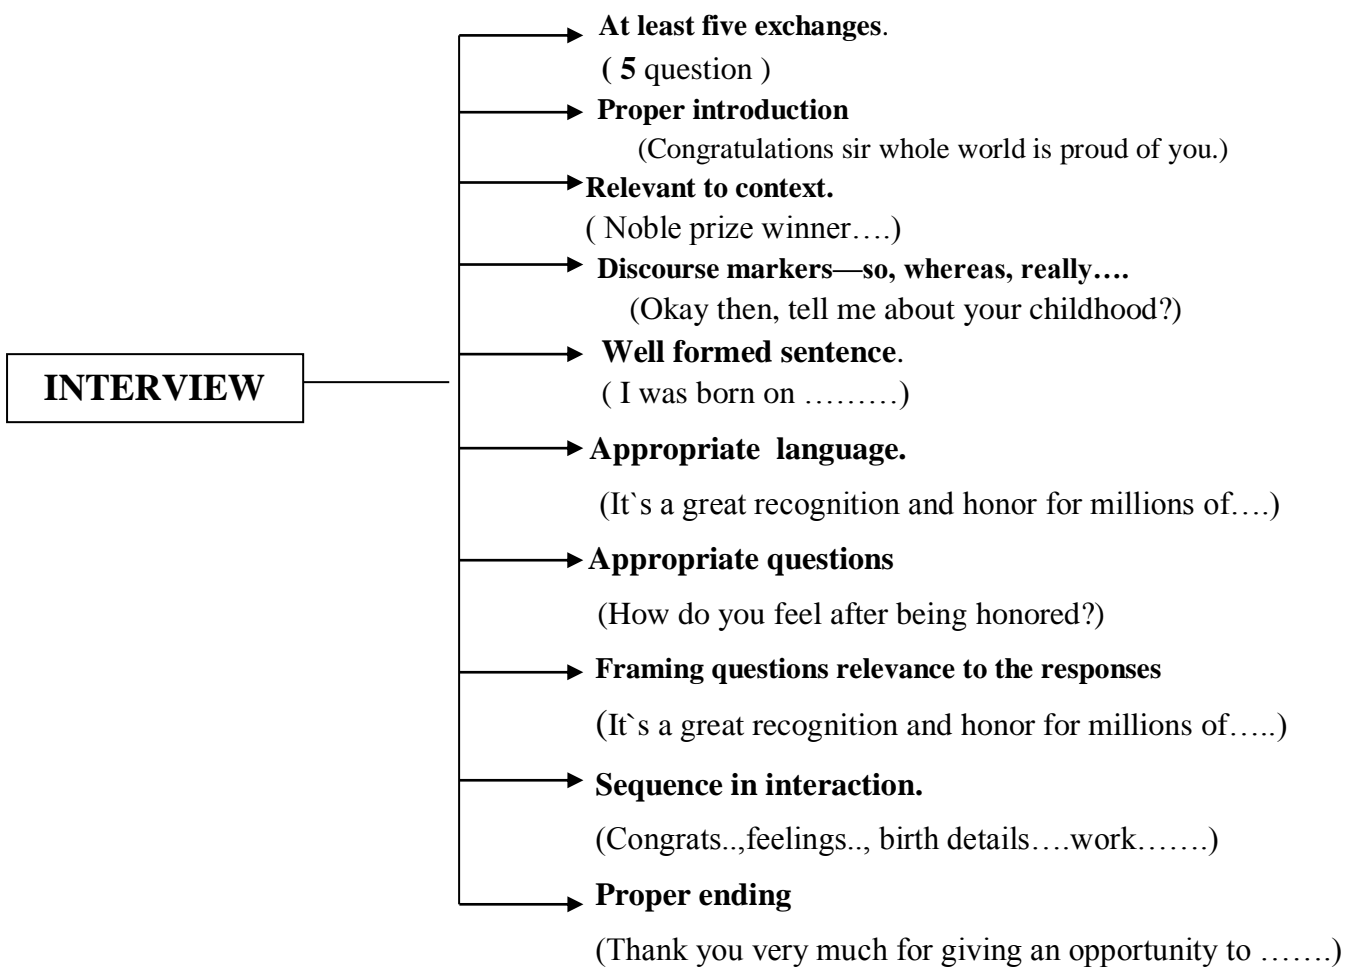 At least five exchanges.
( 5 question )
Proper introduction
(Congratulations sir whole world is proud of you.)
Relevant to context.
( Noble prize winner….)
Discourse markers—so, whereas, really….
(Okay then, tell me about your childhood?)
Well formed sentence.
INTERVIEW
( I was born on ………)
Appropriate language.
(It`s a great recognition and honor for millions of….)
Appropriate questions
(How do you feel after being honored?)
Framing questions relevance to the responses
(It`s a great recognition and honor for millions of…..)
Sequence in interaction.
(Congrats..,feelings.., birth details….work…….)
Proper ending
(Thank you very much for giving an opportunity to …….)